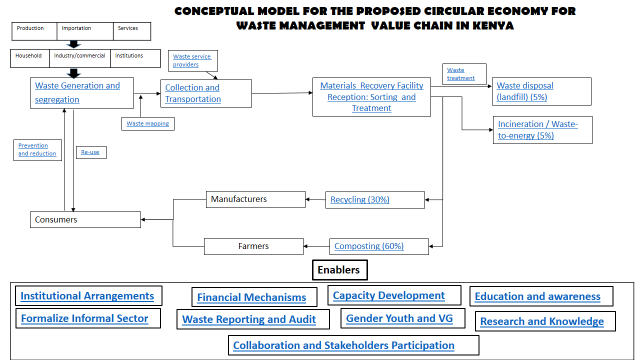 CONCEPTUAL MODEL FOR THE PROPOSED CIRCULAR ECONOMY FOR
WASTE MANAGEMENT VALUE CHAIN IN KENYA
Production
Importation
Services
Household
Industry/commercial
Institutions
Waste service
providers
Waste
treatment
Waste Generation and
segregation
Collection and
Transportation
Materials Recovery Facility
Reception: Sorting and
Treatment
Waste disposal
(landfill) (5%)
Waste mapping
Incineration / Waste-
to-energy (5%)
Prevention
and reduction
Re-use
Manufacturers
Recycling (30%)
Consumers
Farmers
Composting (60%)
Enablers
Institutional Arrangements
Financial Mechanisms
Capacity Development
Education and awareness
Formalize Informal Sector
Waste Reporting and Audit
Gender Youth and VG
Research and Knowledge
Collaboration and Stakeholders Participation